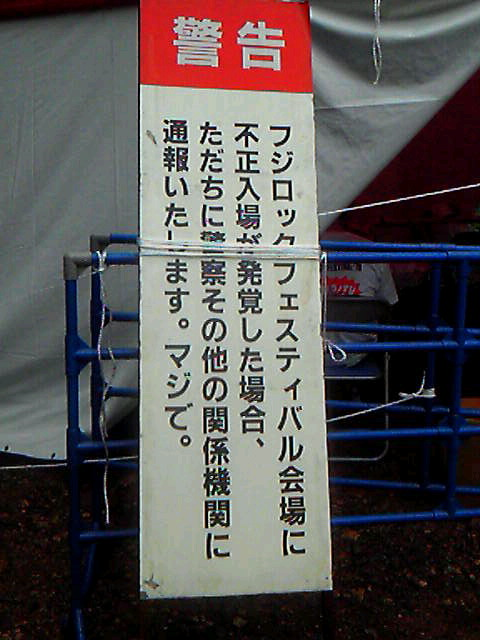 警告
フジロックフェスティバル会場に
不正入場が発覚した場合、
ただちに警察その他の関係機関に
通報いたします。マジで。